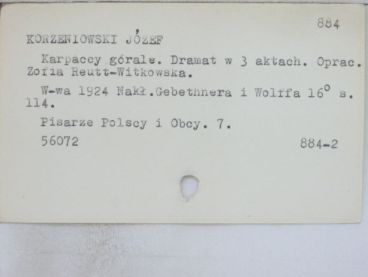 884
KORZENIOWSKI JÓZEF
Karpaccy górale. Dramat w 3 aktach. Oprac.
Zofia Reutt-Witkowska.
W-wa 1924 Nakł.Gebethnera i Wolffa 16° s.
114.
Pisarze Polscy i Obcy. 7.
56072 884-2